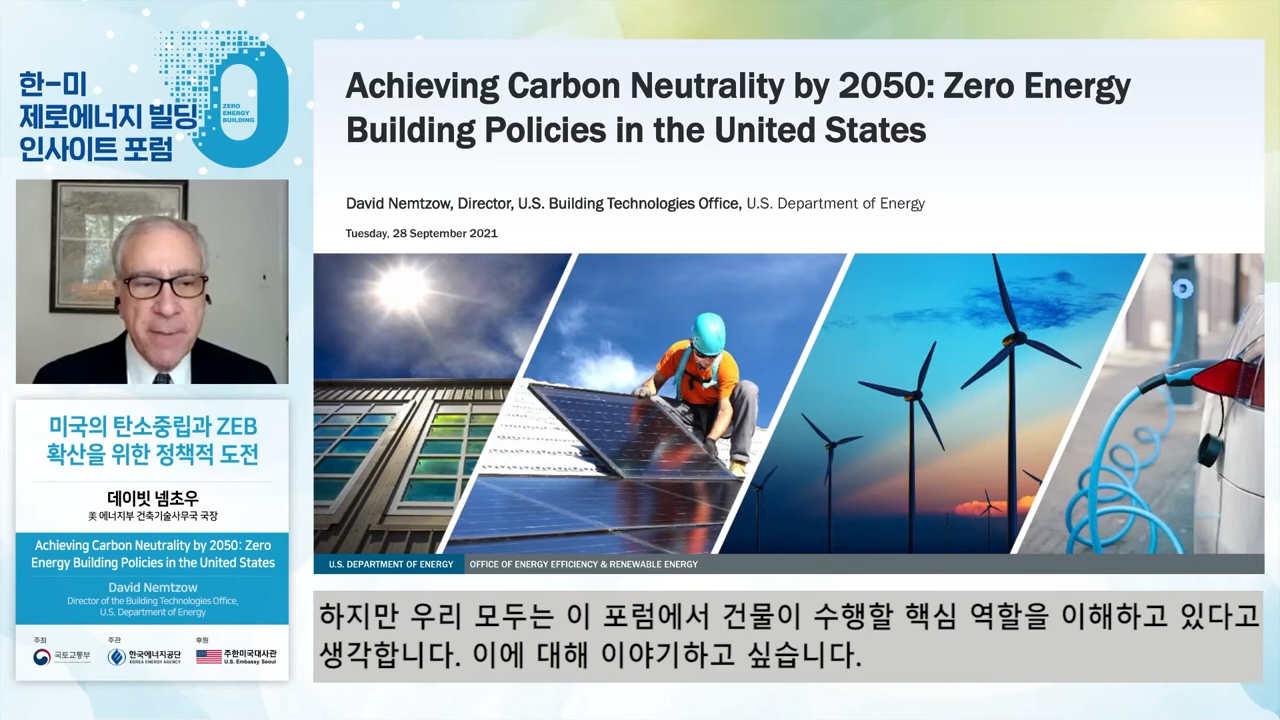 한-미
제로에너지 빌딩
인사이트 포럼
ZERO
ENERGY
BUILDING
Achieving Carbon Neutrality by 2050: Zero Energy
Building Policies in the United States
David Nemtzow, Director, U.S. Building Technologies Office, U.S. Department of Energy
Tuesday, 28 September 2021
U.S. DEPARTMENT OF ENERGY OFFICE OF ENERGY EFFICIENCY & RENEWABLE ENERGY
미국의 탄소중립과 ZEB
확산을 위한 정책적 도전
데이빗 넴초우
美 에너지부 건축기술사무국 국장
Achieving Carbon Neutrality by 2050: Zero
Energy Building Policies in the United States
David Nemtzow
Director of the Building Technologies Office,
U.S. Department of Energy
주최 주관 후원
국토교통부 한국에너지공단 주한미국대사관
KOREA ENERGY AGENCY U.S. Embassy Seoul
하지만 우리 모두는 이 포럼에서 건물이 수행할 핵심 역할을 이해하고 있다고
생각합니다. 이에 대해 이야기하고 싶습니다.